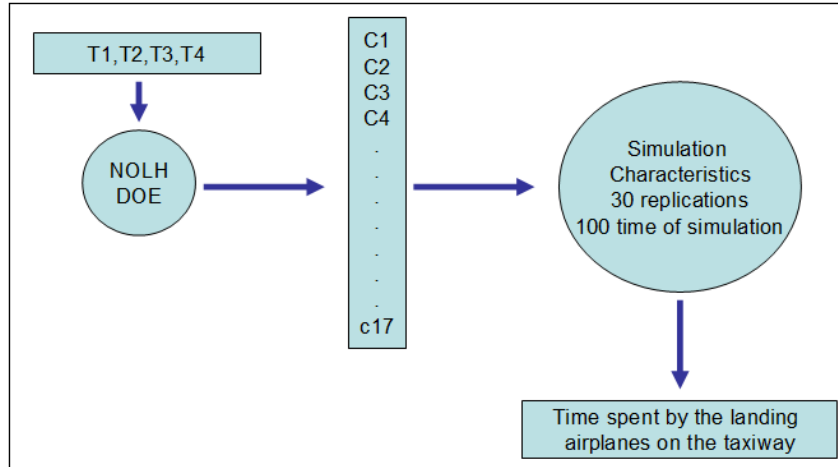 T1,T2,T3,T4
NOLH
DOE
C1
C2
C3
C4
.
.
.
.
.
.
.
c17
Simulation
Characteristics
30 replications
100 time of simulation
Time spent by the landing
airplanes on the taxiway